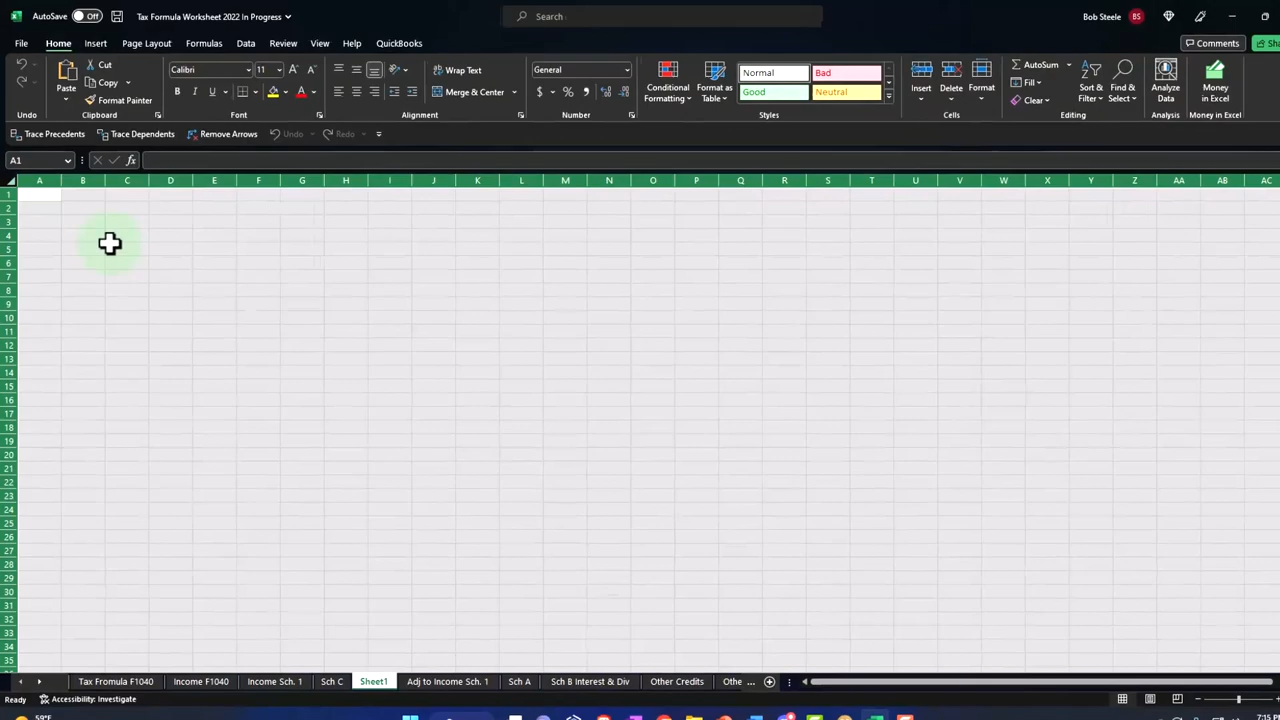 AutoSave Off Tax Formula Worksheet 2022 In Progress Search Bob Steele BS
File Home Insert Page Layout Formulas Data Review View Help QuickBooks Comments Sha
Cut Calibri 11 Wrap Text General Normal Bad AutoSum
Copy Fill
Paste Format Painter B I U Merge & Center $ % Conditional Formatting Format as Table Good Neutral Insert Delete Format Clear Sort & Filter Find & Select Analyze Data Money in Excel
Undo Clipboard Font Alignment Number Styles Cells Editing Analysis Money in Excel
Trace Precedents Trace Dependents Remove Arrows Undo Redo
A1 fx
A B C D E F G H I J K L M N O P Q R S T U V W X Y Z AA AB AC
1
2
3
4
5
6
7
8
9
10
11
12
13
14
15
16
17
18
19
20
21
22
23
24
25
26
27
28
29
30
31
32
33
34
35
Tax Fromula F1040 Income F1040 Income Sch. 1 Sch C Sheet1 Adj to Income Sch. 1 Sch A Sch B Interest & Div Other Credits Othe ...
Ready Accessibility: Investigate
59°F